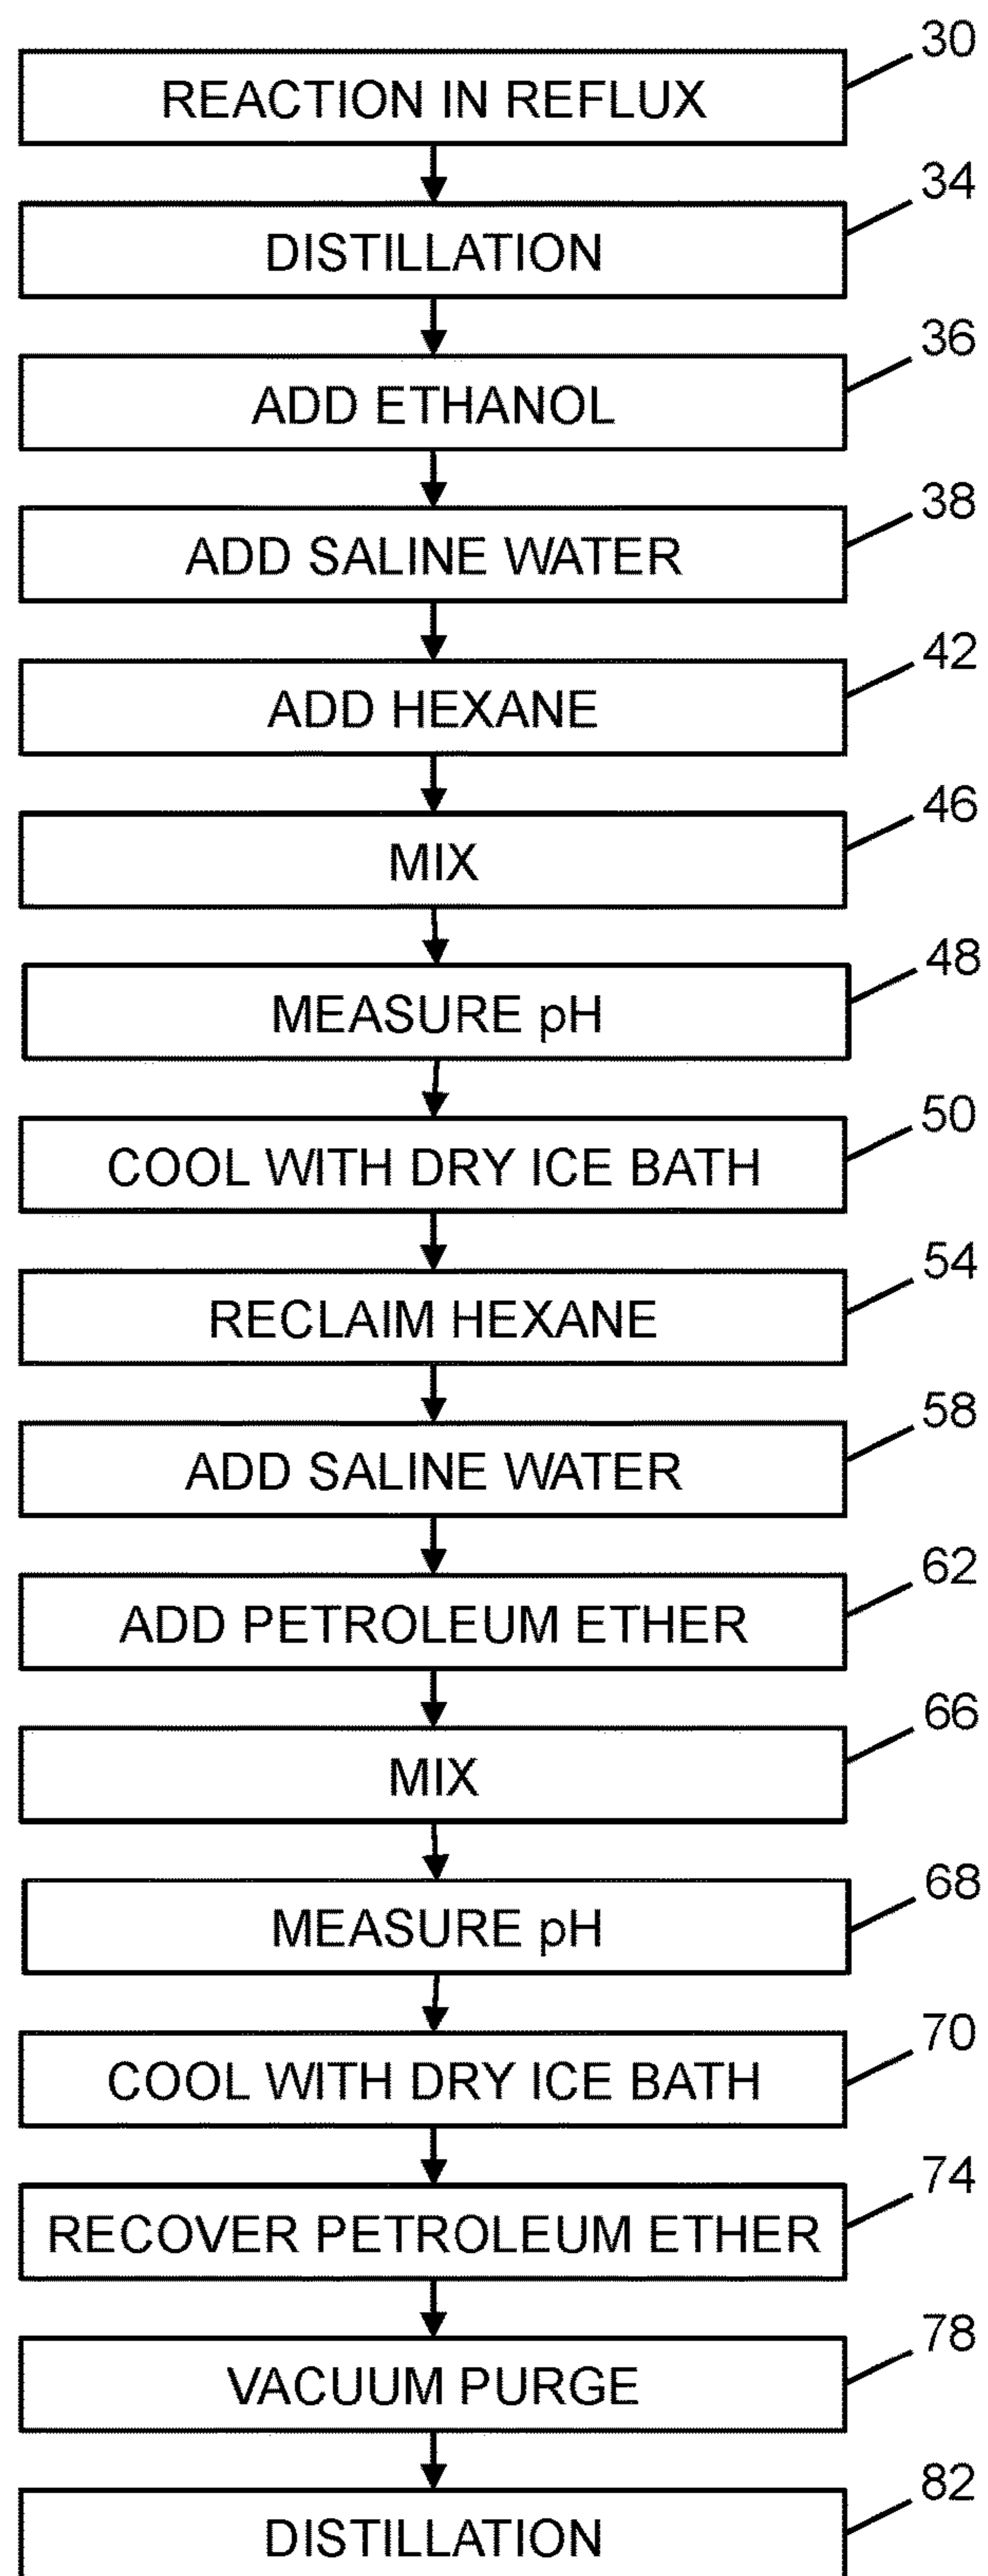 30
REACTION IN REFLUX
34
DISTILLATION
36
ADD ETHANOL
38
ADD SALINE WATER
42
ADD HEXANE
46
MIX
48
MEASURE pH
50
COOL WITH DRY ICE BATH
54
RECLAIM HEXANE
58
ADD SALINE WATER
62
ADD PETROLEUM ETHER
66
MIX
68
MEASURE pH
70
COOL WITH DRY ICE BATH
74
RECOVER PETROLEUM ETHER
78
VACUUM PURGE
82
DISTILLATION